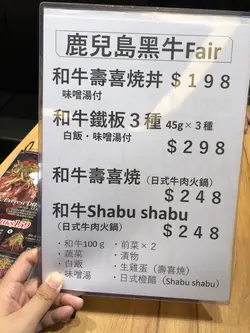 鹿兒島黑牛Fair
和牛壽喜燒丼 $198
味噌湯付
和牛鐵板3種 45g×3種
白飯・味噌湯付 $298
和牛壽喜燒 (日式牛肉火鍋)
$248
和牛Shabu shabu
(日式牛肉火鍋) $248
・和牛100g ・前菜×2
・蔬菜 ・漬物
・白飯 ・生雞蛋 (壽喜燒)
・味噌湯 ・日式橙醋 (Shabu shabu)